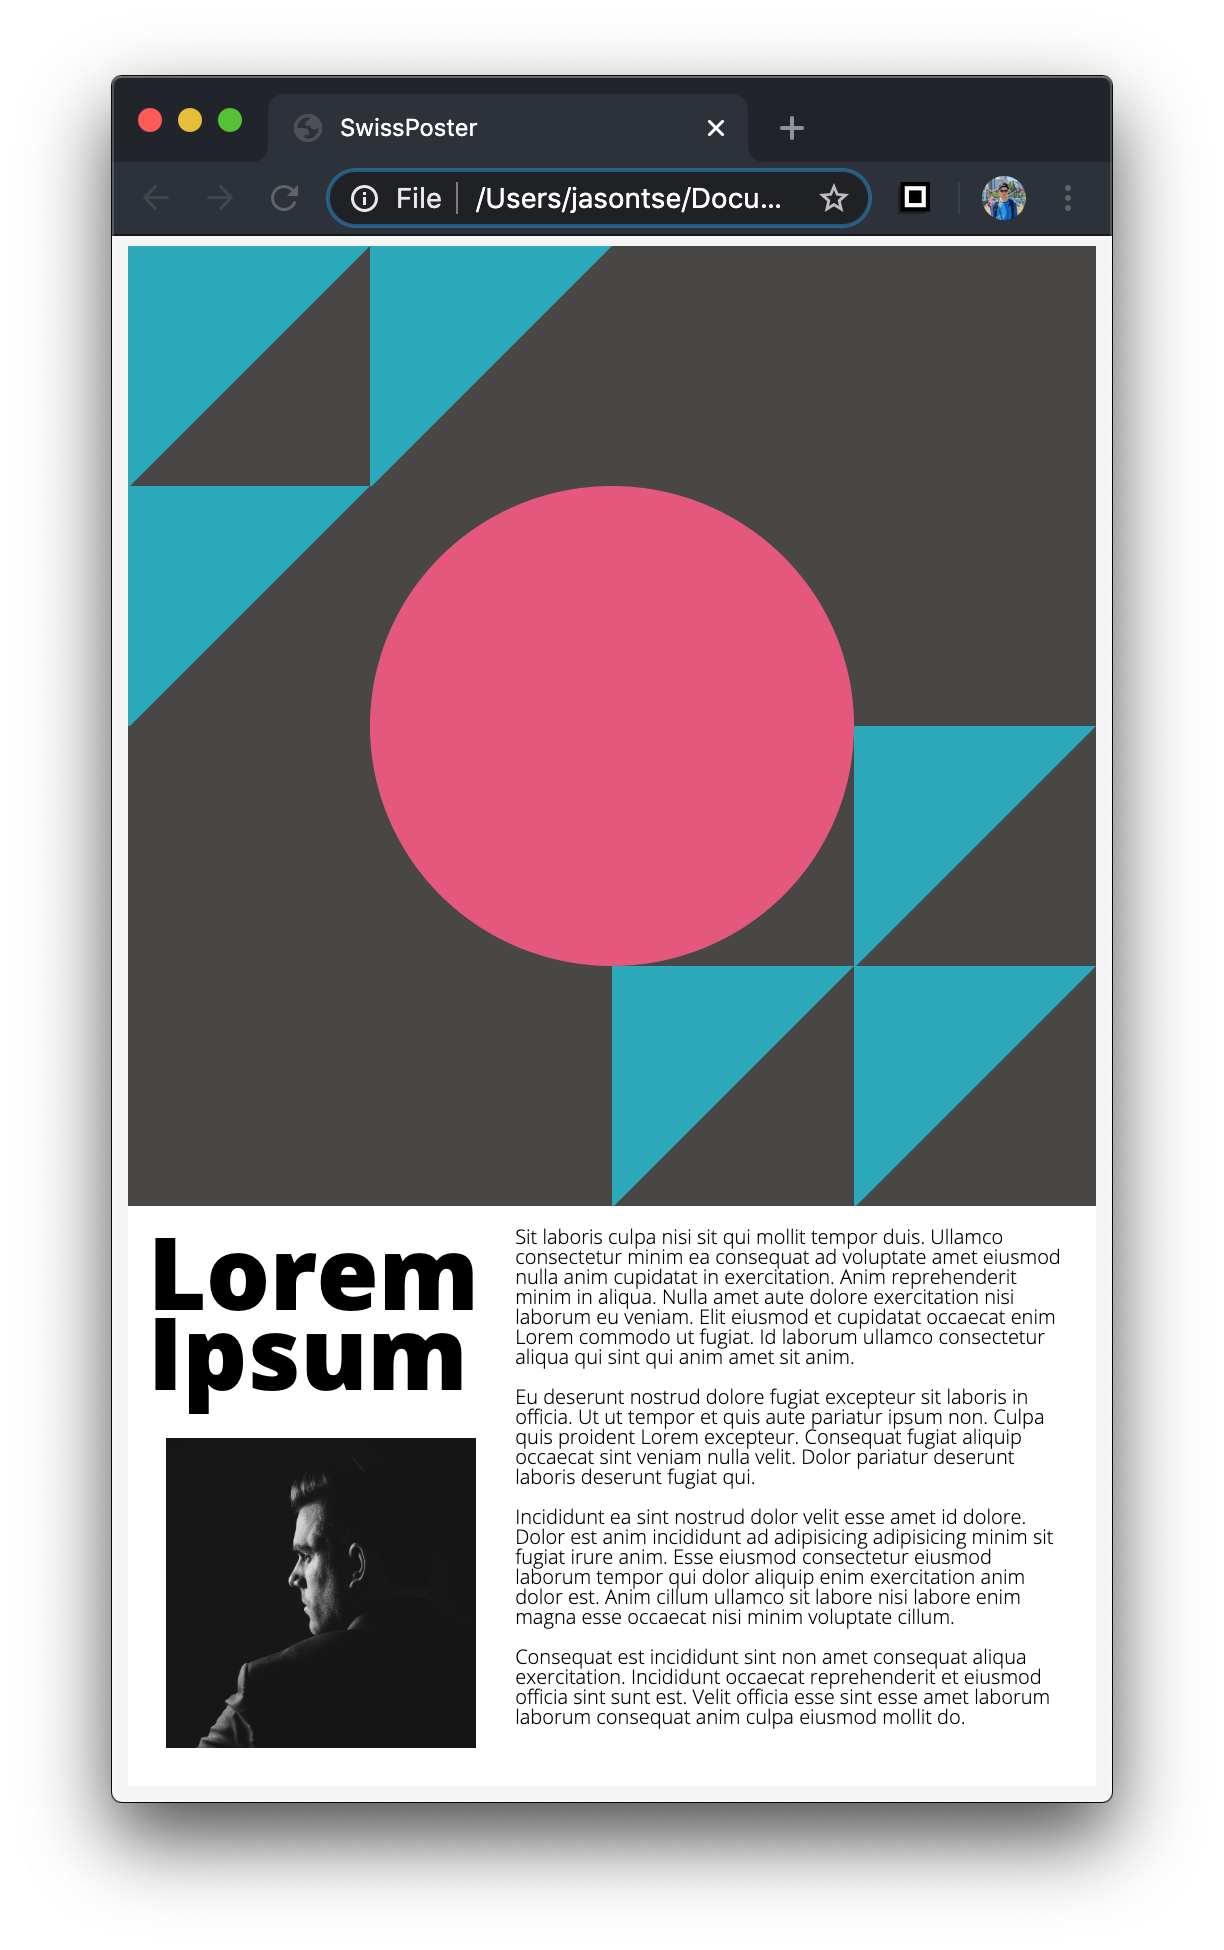 SwissPoster
File | /Users/jasontse/Docu...
Lorem
Ipsum
Sit laboris culpa nisi sit qui mollit tempor duis. Ullamco
consectetur minim ea consequat ad voluptate amet eiusmod
nulla anim cupidatat in exercitation. Anim reprehenderit
minim in aliqua. Nulla amet aute dolore exercitation nisi
laborum eu veniam. Elit eiusmod et cupidatat occaecat enim
Lorem commodo ut fugiat. Id laborum ullamco consectetur
aliqua qui sint qui anim amet sit anim.
Eu deserunt nostrud dolore fugiat excepteur sit laboris in
officia. Ut ut tempor et quis aute pariatur ipsum non. Culpa
quis proident Lorem excepteur. Consequat fugiat aliquip
occaecat sint veniam nulla velit. Dolor pariatur deserunt
laboris deserunt fugiat qui.
Incididunt ea sint nostrud dolor velit esse amet id dolore.
Dolor est anim incididunt ad adipisicing adipisicing minim sit
fugiat irure anim. Esse eiusmod consectetur eiusmod
laborum tempor qui dolor aliquip enim exercitation anim
dolor est. Anim cillum ullamco sit labore nisi labore enim
magna esse occaecat nisi minim voluptate cillum.
Consequat est incididunt sint non amet consequat aliqua
exercitation. Incididunt occaecat reprehenderit et eiusmod
officia sint sunt est. Velit officia esse sint esse amet laborum
laborum consequat anim culpa eiusmod mollit do.